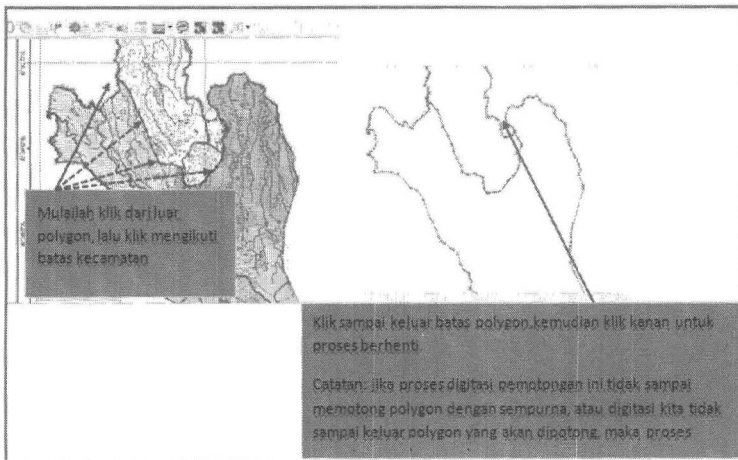 Mulailah klik dari luar
polygon, lalu klik mengikuti
batas kecamatan
Klik sampai keluar batas polygon,kemudian klik kanan untuk
proses berhenti.
Catatan: jika proses digitasi pemotongan ini tidak sampai
memotong polygon dengan sempurna, atau digitasi kita tidak
sampai keluar polygon yang akan dipotong, maka proses